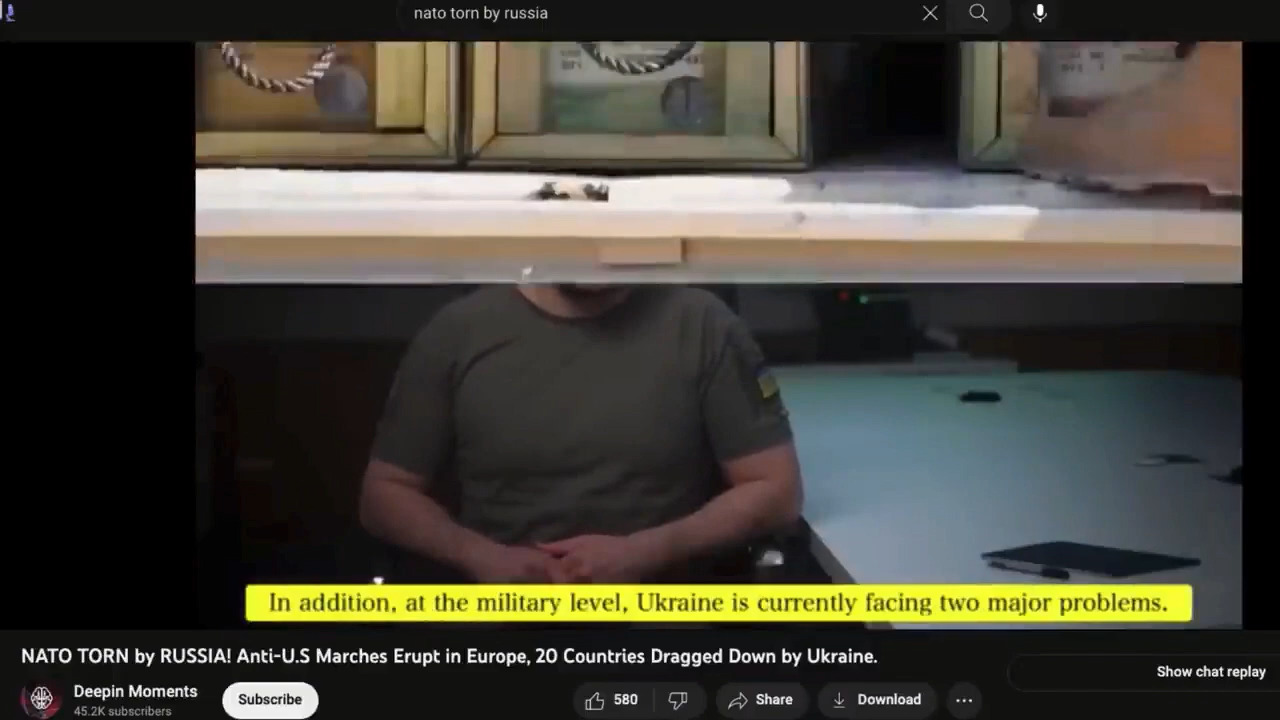 nato torn by russia
In addition, at the military level, Ukraine is currently facing two major problems.
NATO TORN by RUSSIA! Anti-U.S Marches Erupt in Europe, 20 Countries Dragged Down by Ukraine.
Show chat replay
Deepin Moments
45.2K subscribers
Subscribe
580
Share
Download